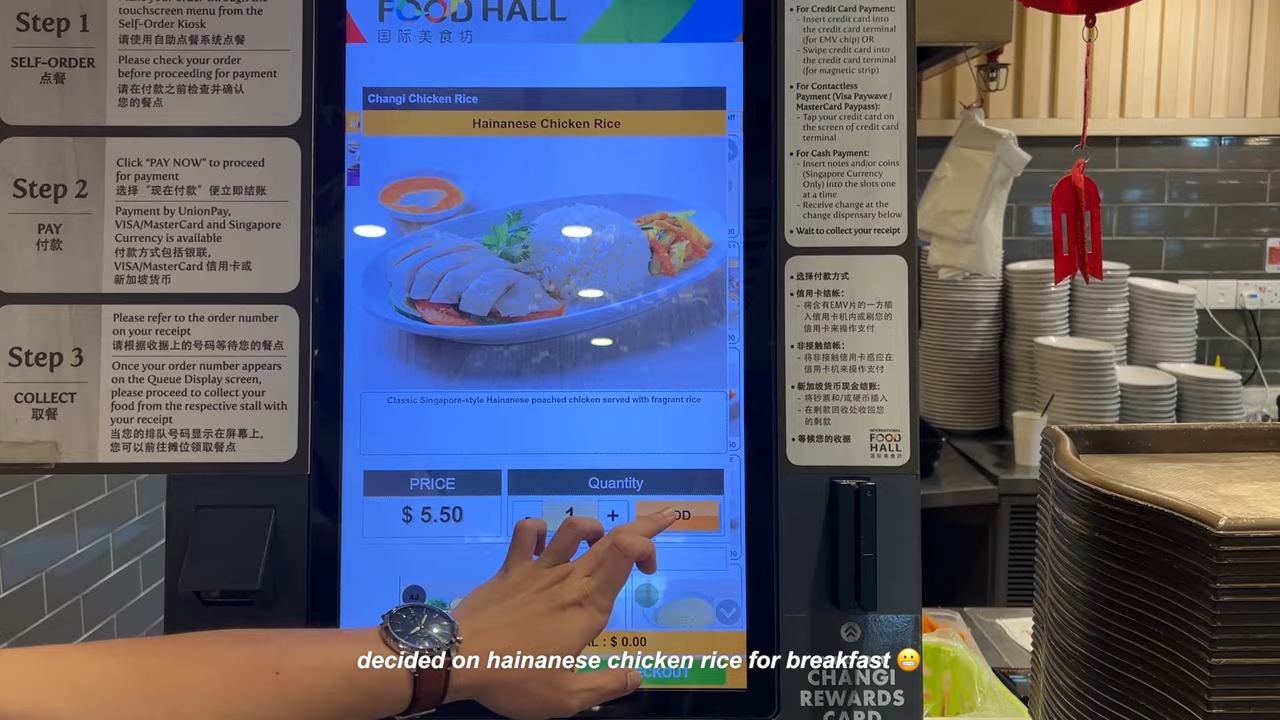 Step 1
SELF-ORDER
点餐
touchscreen menu from the
Self-Order Kiosk
请使用自助点餐系统点餐
Please check your order
before proceeding for payment
请在付款之前检查并确认
您的餐点
Step 2
PAY
付款
Click “PAY NOW” to proceed
for payment
选择 “现在付款” 便立即结账
Payment by UnionPay,
VISA/MasterCard and Singapore
Currency is available
付款方式包括银联,
VISA/MasterCard 信用卡或
新加坡货币
Step 3
COLLECT
取餐
Please refer to the order number
on your receipt
请根据收据上的号码等待您的餐点
Once your order number appears
on the Queue Display screen,
please proceed to collect your
food from the respective stall with
your receipt
当您的排队号码显示在屏幕上,
您可以前往摊位领取餐点
FOOD HALL
国际美食坊
Changi Chicken Rice
Hainanese Chicken Rice
Classic Singapore-style Hainanese poached chicken served with fragrant rice
PRICE
Quantity
$ 5.50
- 1 +
: $ 0.00
decided on hainanese chicken rice for breakfast 😬
• For Credit Card Payment:
- Insert credit card into
the credit card terminal
(for EMV chip) OR
- Swipe credit card into
the credit card terminal
(for magnetic strip)
• For Contactless
Payment (Visa Paywave /
MasterCard Paypass):
- Tap your credit card on
the screen of credit card
terminal
• For Cash Payment:
- Insert notes and/or coins
(Singapore Currency
Only) into the slots one
at a time
- Receive change at the
change dispensary below
• Wait to collect your receipt
• 选择付款方式
• 信用卡结帐:
- 将含有EMV片的一方插
入信用卡机内或刷您的
信用卡来操作支付
• 非接触结帐:
- 将非接触信用卡感应在
信用卡机来操作支付
• 新加坡货币现金结账:
- 将钞票和/或硬币插入
- 在剩款回收处收回您
的剩款
• 等候您的收据
INTERNATIONAL
FOOD
HALL
国际美食坊
CHANGI
REWARDS
CARD